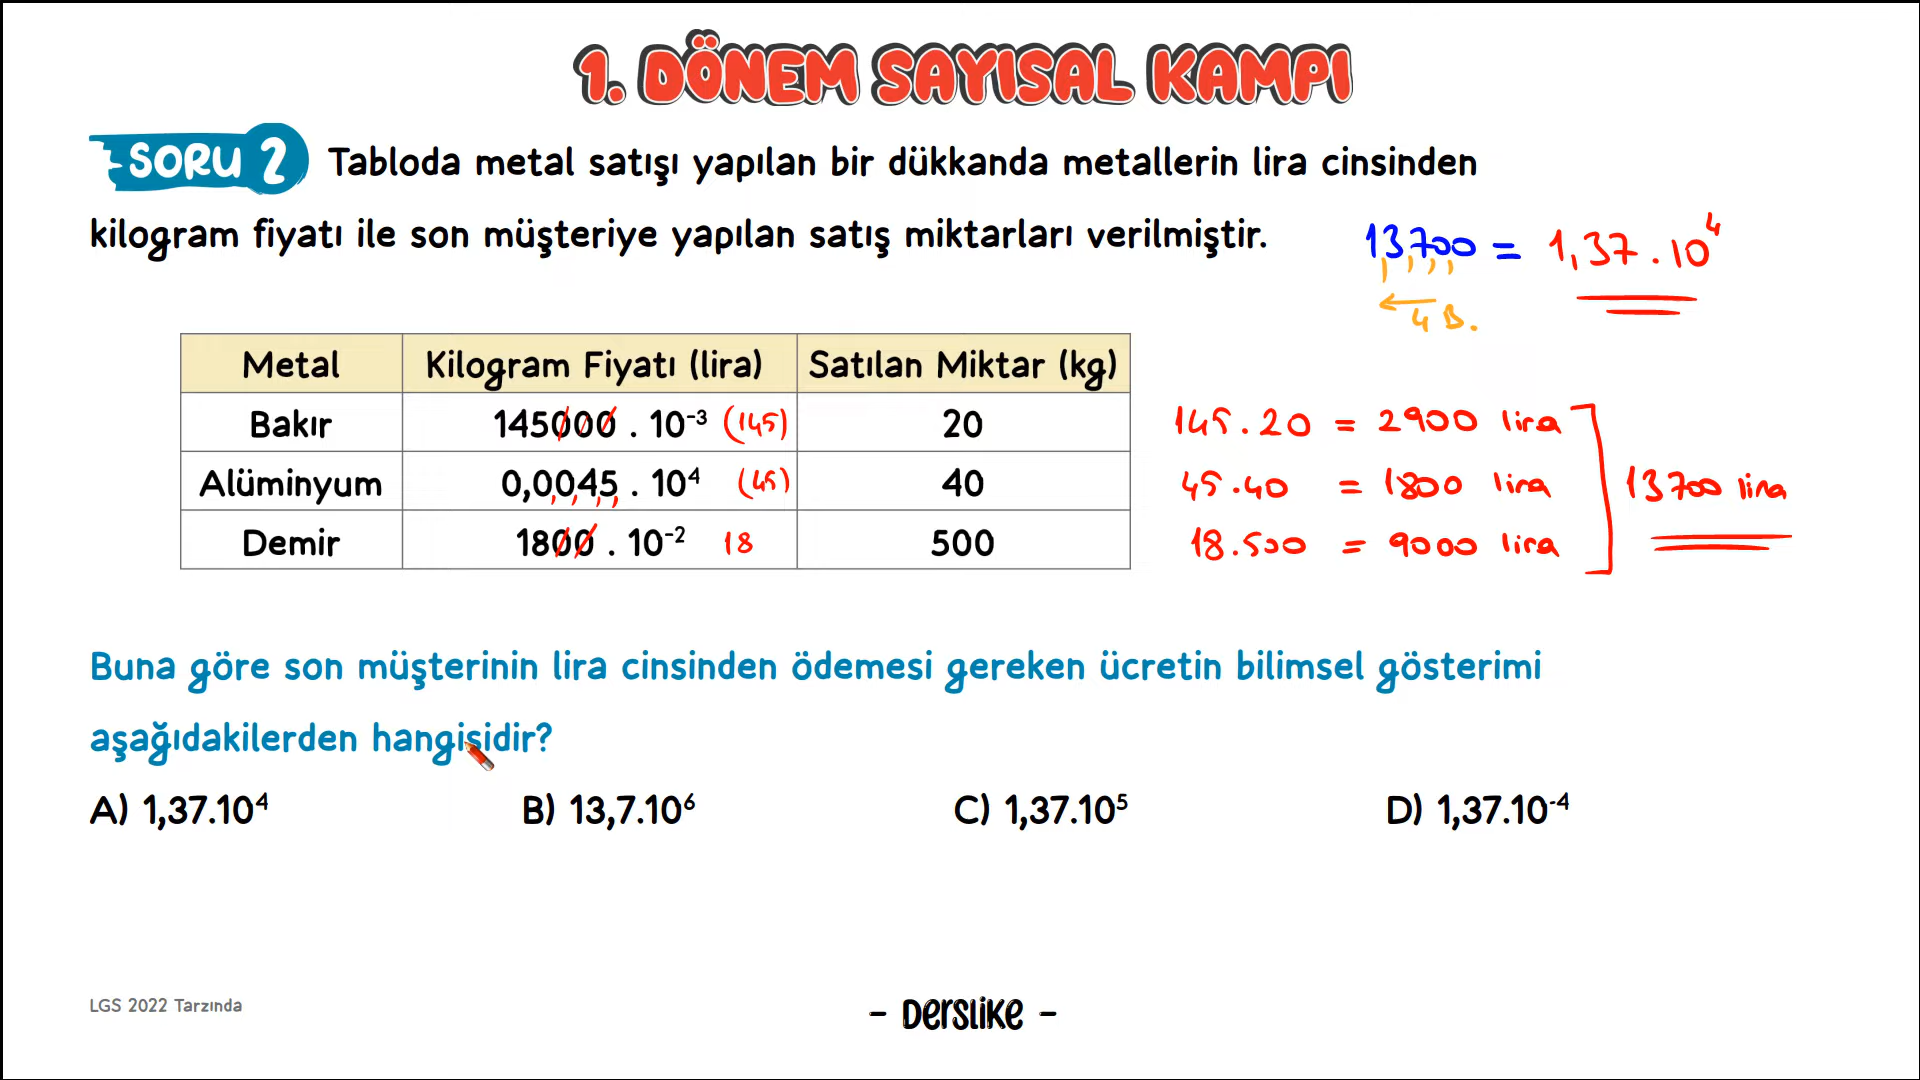 1. DÖNEM SAYISAL KAMPI
SORU 2 Tabloda metal satışı yapılan bir dükkanda metallerin lira cinsinden
kilogram fiyatı ile son müşteriye yapılan satış miktarları verilmiştir.
13700 = 1,37 . 10⁴
4 B.
Metal Kilogram Fiyatı (lira) Satılan Miktar (kg)
Bakır 145000 . 10⁻³ (145) 20 145.20 = 2900 lira
Alüminyum 0,0045 . 10⁴ (45) 40 45.40 = 1800 lira 13700 lira
Demir 1800 . 10⁻² 18 500 18.500 = 9000 lira
Buna göre son müşterinin lira cinsinden ödemesi gereken ücretin bilimsel gösterimi
aşağıdakilerden hangisidir?
A) 1,37.10⁴ B) 13,7.10⁶ C) 1,37.10⁵ D) 1,37.10⁻⁴
LGS 2022 Tarzında
- Derslike -